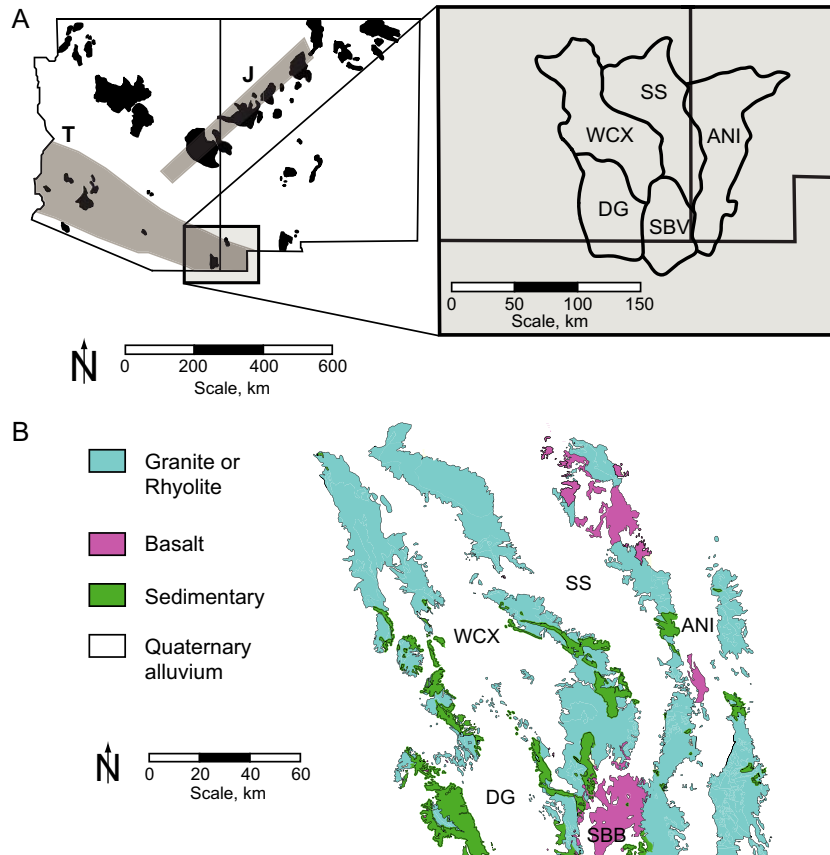 A
J
T
N
0 200 400 600
Scale, km
SS
WCX
ANI
DG
SBV
0 50 100 150
Scale, km
B
Granite or
Rhyolite
Basalt
Sedimentary
Quaternary
alluvium
N
0 20 40 60
Scale, km
SS
WCX
ANI
DG
SBB